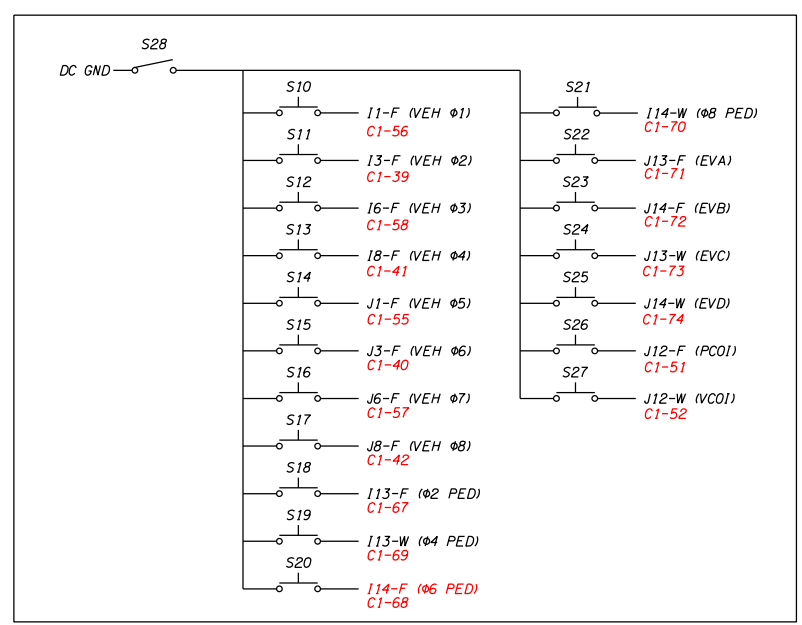 S28
DC GND
S10
I1-F (VEH Φ1)
C1-56
S11
I3-F (VEH Φ2)
C1-39
S12
I6-F (VEH Φ3)
C1-58
S13
I8-F (VEH Φ4)
C1-41
S14
J1-F (VEH Φ5)
C1-55
S15
J3-F (VEH Φ6)
C1-40
S16
J6-F (VEH Φ7)
C1-57
S17
J8-F (VEH Φ8)
C1-42
S18
I13-F (Φ2 PED)
C1-67
S19
I13-W (Φ4 PED)
C1-69
S20
I14-F (Φ6 PED)
C1-68
S21
I14-W (Φ8 PED)
C1-70
S22
J13-F (EVA)
C1-71
S23
J14-F (EVB)
C1-72
S24
J13-W (EVC)
C1-73
S25
J14-W (EVD)
C1-74
S26
J12-F (PCOI)
C1-51
S27
J12-W (VCOI)
C1-52